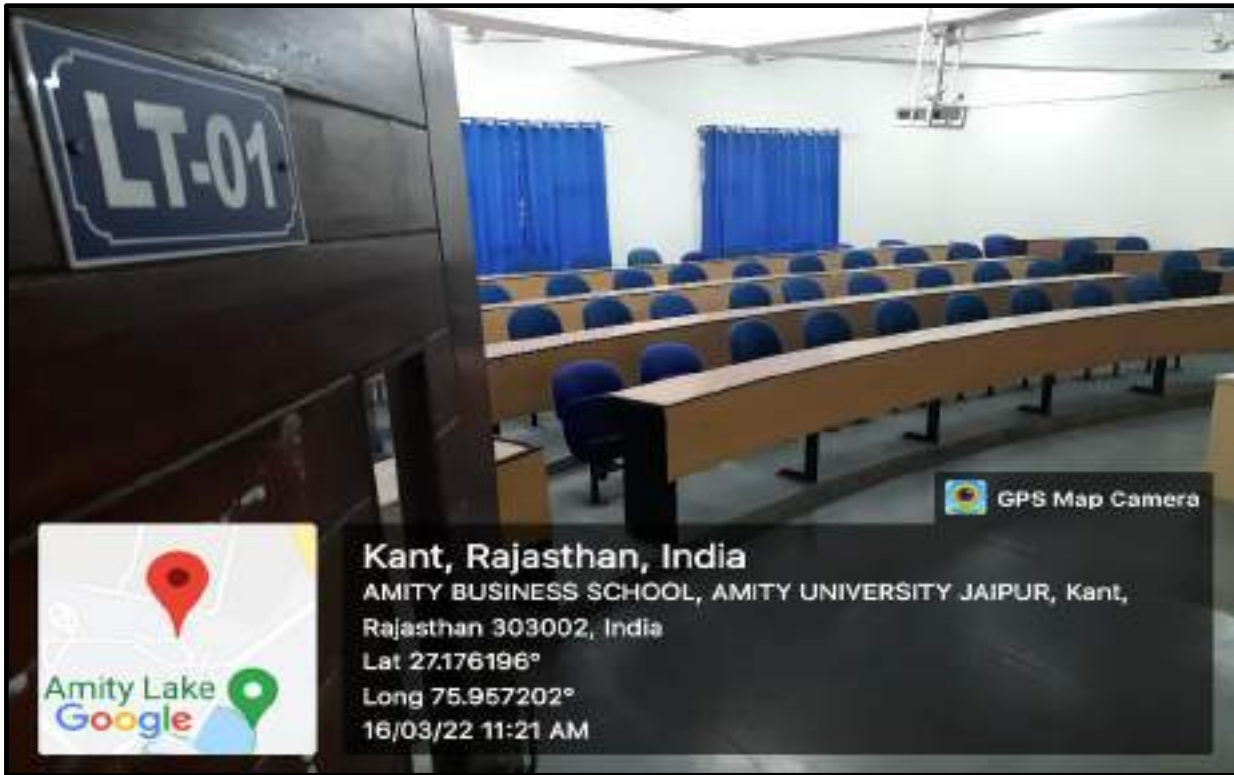 LT-01
GPS Map Camera
Kant, Rajasthan, India
AMITY BUSINESS SCHOOL, AMITY UNIVERSITY JAIPUR, Kant,
Rajasthan 303002, India
Lat 27.176196°
Long 75.957202°
16/03/22 11:21 AM
Amity Lake
Google